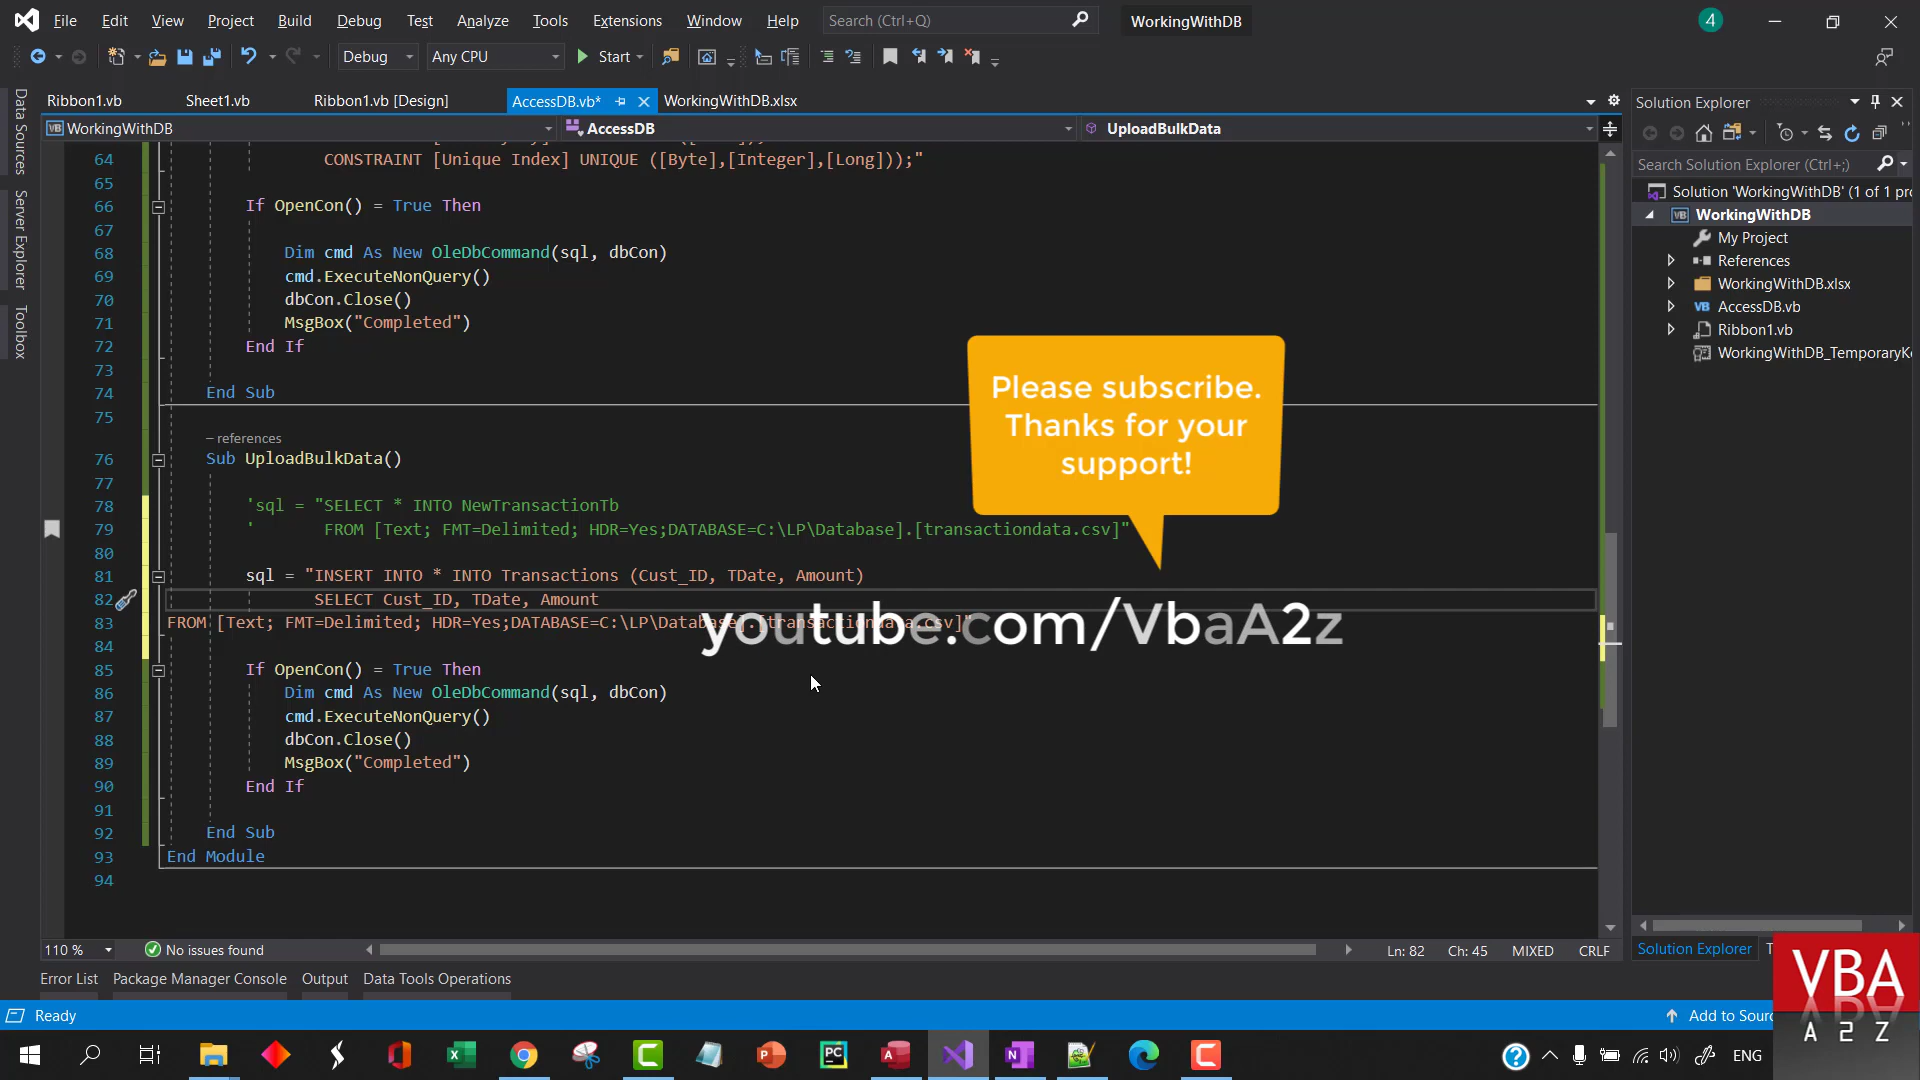 File Edit View Project Build Debug Test Analyze Tools Extensions Window Help Search (Ctrl+Q) WorkingWithDB 4
Debug Any CPU Start
Ribbon1.vb Sheet1.vb Ribbon1.vb [Design] AccessDB.vb* WorkingWithDB.xlsx
WorkingWithDB AccessDB UploadBulkData
Data Sources
Server Explorer
Toolbox
64 CONSTRAINT [Unique Index] UNIQUE ([Byte],[Integer],[Long]));"
65
66 If OpenCon() = True Then
67
68 Dim cmd As New OleDbCommand(sql, dbCon)
69 cmd.ExecuteNonQuery()
70 dbCon.Close()
71 MsgBox("Completed")
72 End If
73
74 End Sub
75
– references
76 Sub UploadBulkData()
77
78 'sql = "SELECT * INTO NewTransactionTb
79 ' FROM [Text; FMT=Delimited; HDR=Yes;DATABASE=C:\LP\Database].[transactiondata.csv]"
80
81 sql = "INSERT INTO * INTO Transactions (Cust_ID, TDate, Amount)
82 SELECT Cust_ID, TDate, Amount
83 FROM [Text; FMT=Delimited; HDR=Yes;DATABASE=C:\LP\Database].[transactiondata.csv]"
84
85 If OpenCon() = True Then
86 Dim cmd As New OleDbCommand(sql, dbCon)
87 cmd.ExecuteNonQuery()
88 dbCon.Close()
89 MsgBox("Completed")
90 End If
91
92 End Sub
93 End Module
94
Please subscribe.
Thanks for your
support!
youtube.com/VbaA2z
Solution Explorer
Search Solution Explorer (Ctrl+;)
Solution 'WorkingWithDB' (1 of 1 pr
WorkingWithDB
My Project
References
WorkingWithDB.xlsx
AccessDB.vb
Ribbon1.vb
WorkingWithDB_TemporaryK
110 % No issues found Ln: 82 Ch: 45 MIXED CRLF
Solution Explorer T
Error List Package Manager Console Output Data Tools Operations
Ready Add to Sour
VBA
A 2 Z
ENG